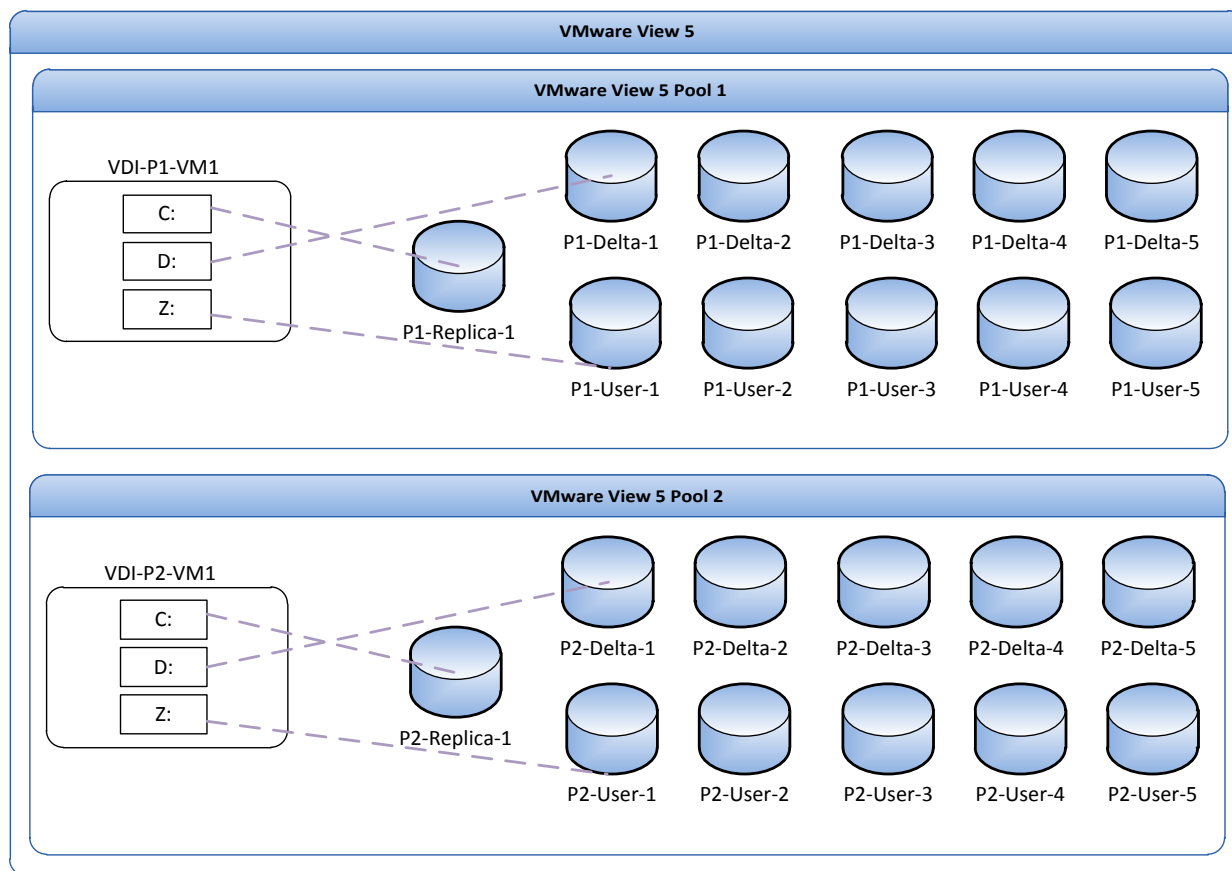 VMware View 5
VMware View 5 Pool 1
VDI-P1-VM1
C:
D:
Z:
P1-Replica-1
P1-Delta-1 P1-Delta-2 P1-Delta-3 P1-Delta-4 P1-Delta-5
P1-User-1 P1-User-2 P1-User-3 P1-User-4 P1-User-5
VMware View 5 Pool 2
VDI-P2-VM1
C:
D:
Z:
P2-Replica-1
P2-Delta-1 P2-Delta-2 P2-Delta-3 P2-Delta-4 P2-Delta-5
P2-User-1 P2-User-2 P2-User-3 P2-User-4 P2-User-5